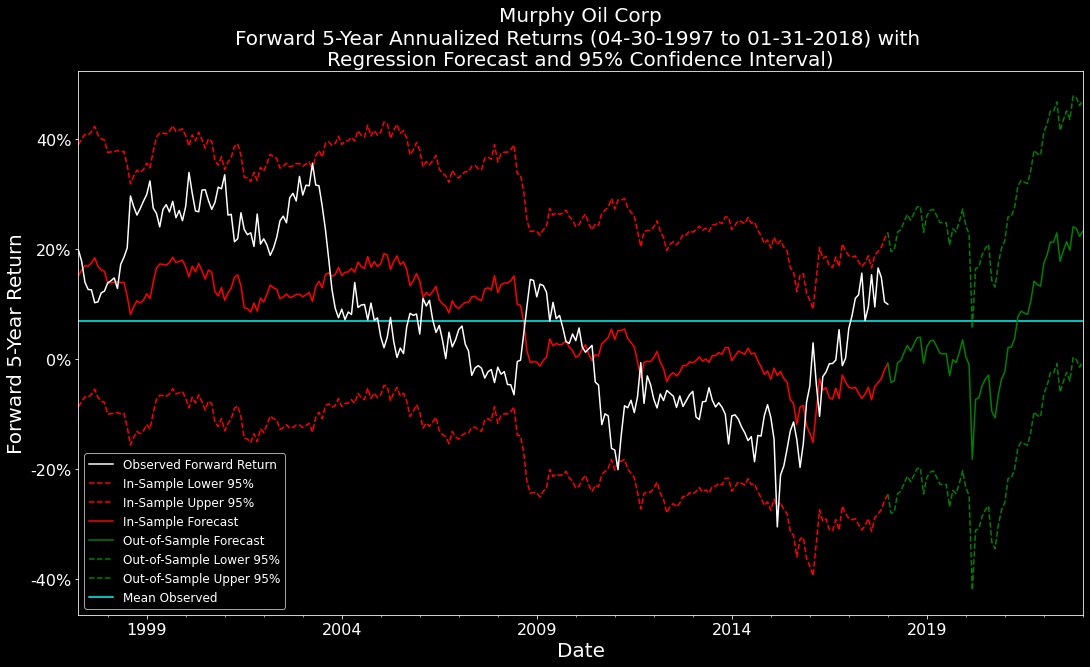 Murphy Oil Corp
Forward 5-Year Annualized Returns (04-30-1997 to 01-31-2018) with
Regression Forecast and 95% Confidence Interval)
Forward 5-Year Return
40%
20%
0%
-20%
-40%
Observed Forward Return
In-Sample Lower 95%
In-Sample Upper 95%
In-Sample Forecast
Out-of-Sample Forecast
Out-of-Sample Lower 95%
Out-of-Sample Upper 95%
Mean Observed
1999 2004 2009 2014 2019
Date